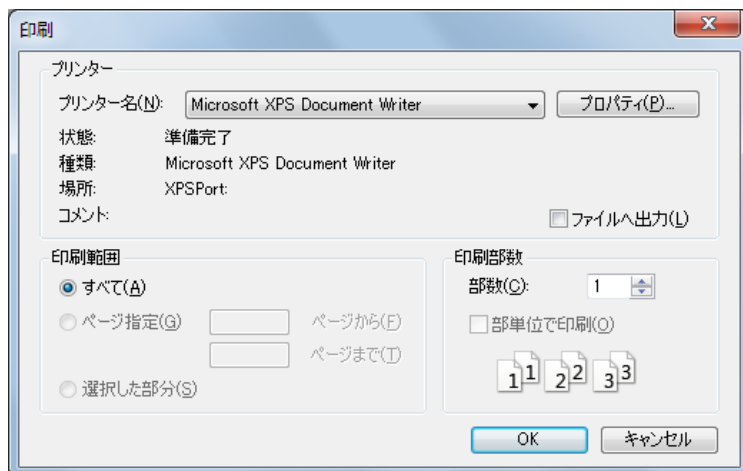 印刷
プリンター
プリンター名(N): Microsoft XPS Document Writer プロパティ(P)...
状態: 準備完了
種類: Microsoft XPS Document Writer
場所: XPSPort:
コメント: ファイルへ出力(L)
印刷範囲
すべて(A)
ページ指定(G) ページから(F)
ページまで(T)
選択した部分(S)
印刷部数
部数(C): 1
部単位で印刷(O)
1 1 2 2 3 3
OK キャンセル